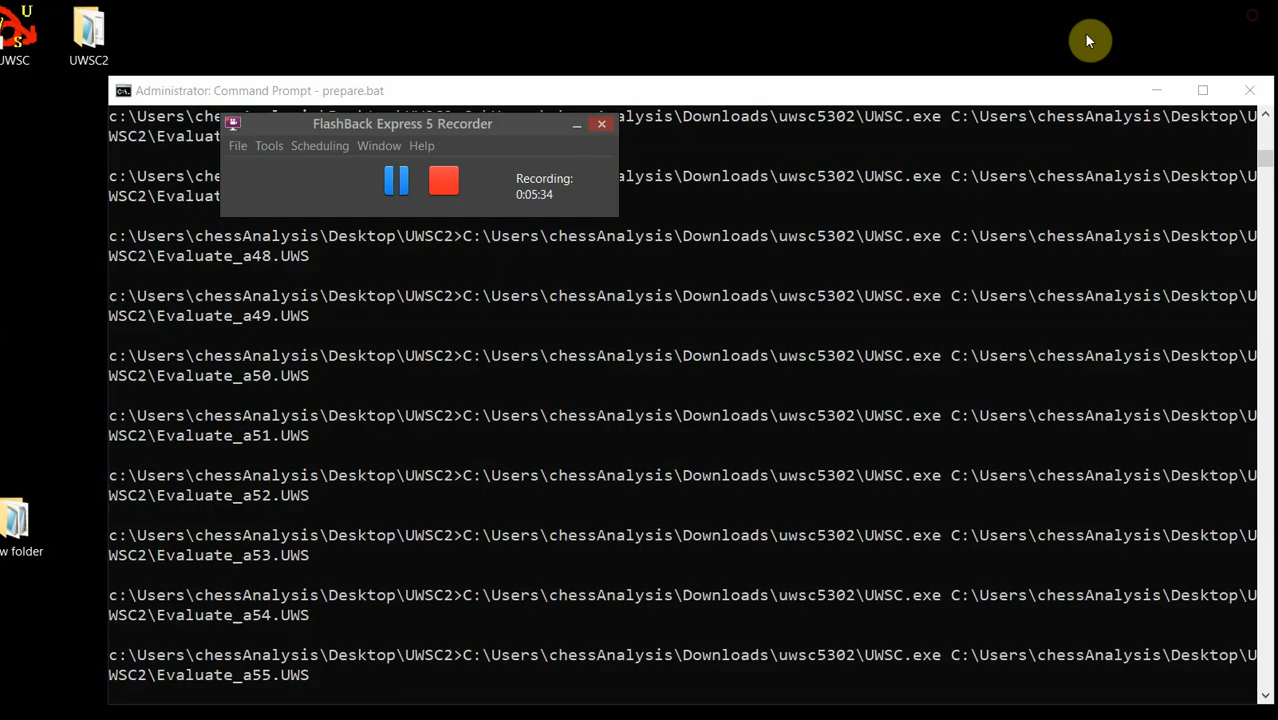 U
S
UWSC
UWSC2
Administrator: Command Prompt - prepare.bat
FlashBack Express 5 Recorder
File Tools Scheduling Window Help
Recording:
0:05:34
c:\Users\che
Downloads\uwsc5302\UWSC.exe C:\Users\chessAnalysis\Desktop\U
WSC2\Evaluat
alysis\Downloads\uwsc5302\UWSC.exe C:\Users\chessAnalysis\Desktop\U
WSC2\Evaluat
c:\Users\chessAnalysis\Desktop\UWSC2>C:\Users\chessAnalysis\Downloads\uwsc5302\UWSC.exe C:\Users\chessAnalysis\Desktop\U
WSC2\Evaluate_a48.UWS
c:\Users\chessAnalysis\Desktop\UWSC2>C:\Users\chessAnalysis\Downloads\uwsc5302\UWSC.exe C:\Users\chessAnalysis\Desktop\U
WSC2\Evaluate_a49.UWS
c:\Users\chessAnalysis\Desktop\UWSC2>C:\Users\chessAnalysis\Downloads\uwsc5302\UWSC.exe C:\Users\chessAnalysis\Desktop\U
WSC2\Evaluate_a50.UWS
c:\Users\chessAnalysis\Desktop\UWSC2>C:\Users\chessAnalysis\Downloads\uwsc5302\UWSC.exe C:\Users\chessAnalysis\Desktop\U
WSC2\Evaluate_a51.UWS
c:\Users\chessAnalysis\Desktop\UWSC2>C:\Users\chessAnalysis\Downloads\uwsc5302\UWSC.exe C:\Users\chessAnalysis\Desktop\U
WSC2\Evaluate_a52.UWS
c:\Users\chessAnalysis\Desktop\UWSC2>C:\Users\chessAnalysis\Downloads\uwsc5302\UWSC.exe C:\Users\chessAnalysis\Desktop\U
WSC2\Evaluate_a53.UWS
w folder
c:\Users\chessAnalysis\Desktop\UWSC2>C:\Users\chessAnalysis\Downloads\uwsc5302\UWSC.exe C:\Users\chessAnalysis\Desktop\U
WSC2\Evaluate_a54.UWS
c:\Users\chessAnalysis\Desktop\UWSC2>C:\Users\chessAnalysis\Downloads\uwsc5302\UWSC.exe C:\Users\chessAnalysis\Desktop\U
WSC2\Evaluate_a55.UWS